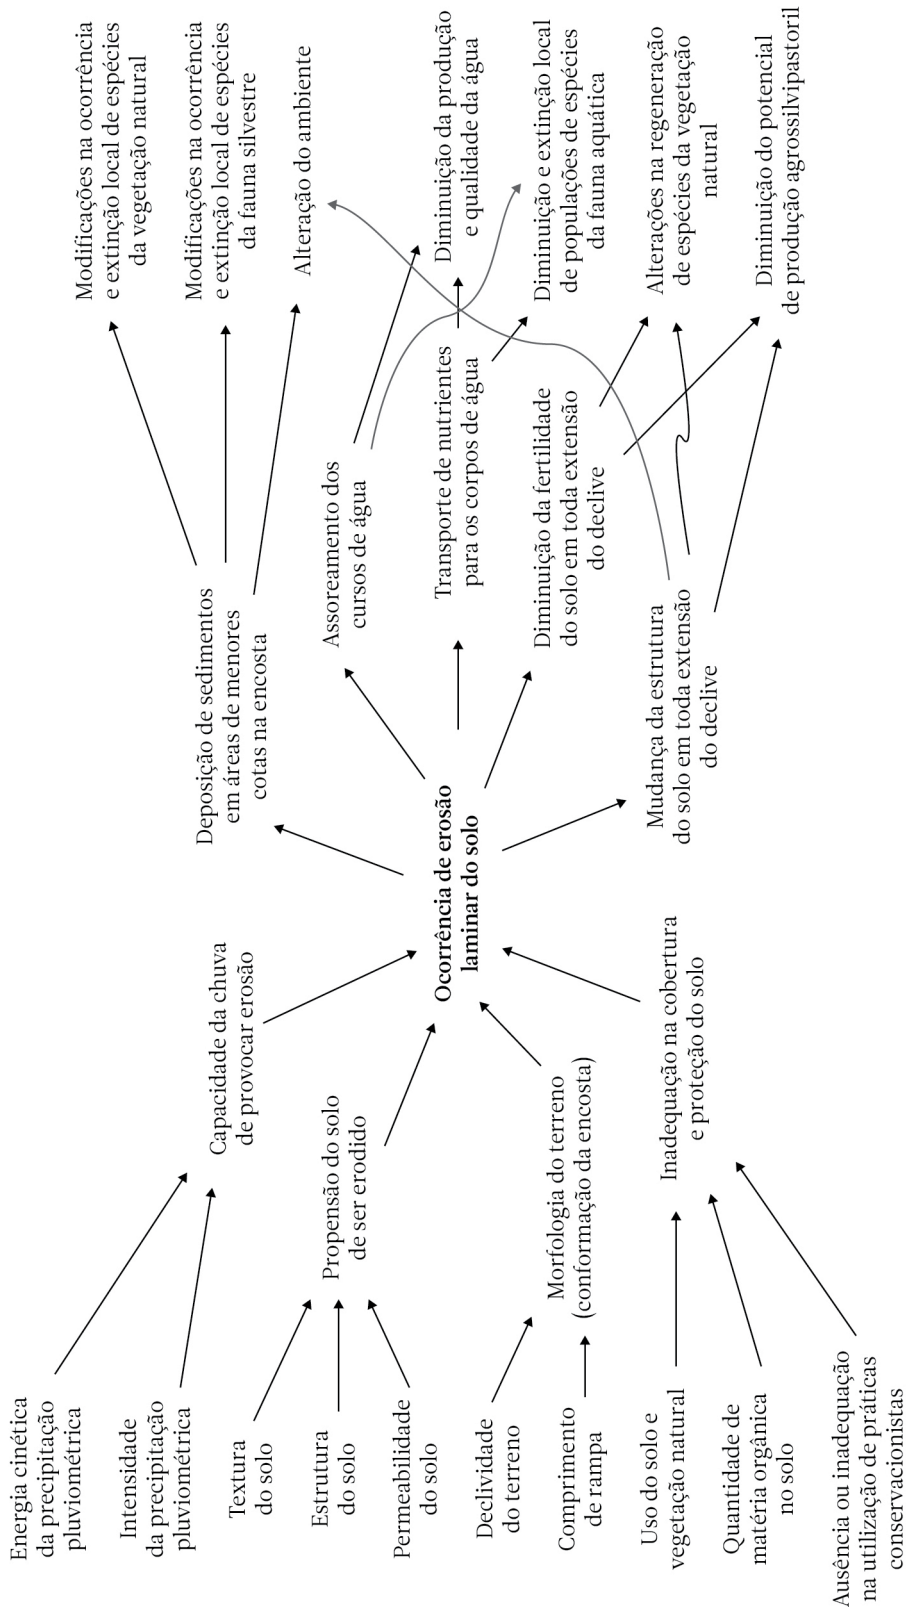 Energia cinética
da precipitação
pluviométrica
Intensidade
da precipitação
pluviométrica
Textura
do solo
Estrutura
do solo
Permeabilidade
do solo
Declividade
do terreno
Comprimento
de rampa
Uso do solo e
vegetação natural
Quantidade de
matéria orgânica
no solo
Ausência ou inadequação
na utilização de práticas
conservacionistas
Capacidade da chuva
de provocar erosão
Propensão do solo
de ser erodido
Morfologia do terreno
(conformação da encosta)
Inadequação na cobertura
e proteção do solo
Ocorrência de erosão
laminar do solo
Deposição de sedimentos
em áreas de menores
cotas na encosta
Assoreamento dos
cursos de água
Transporte de nutrientes
para os corpos de água
Diminuição da fertilidade
do solo em toda extensão
do declive
Mudança da estrutura
do solo em toda extensão
do declive
Modificações na ocorrência
e extinção local de espécies
da vegetação natural
Modificações na ocorrência
e extinção local de espécies
da fauna silvestre
Alteração do ambiente
Diminuição da produção
e qualidade da água
Diminuição e extinção local
de populações de espécies
da fauna aquática
Alterações na regeneração
de espécies da vegetação
natural
Diminuição do potencial
de produção agrossilvipastoril